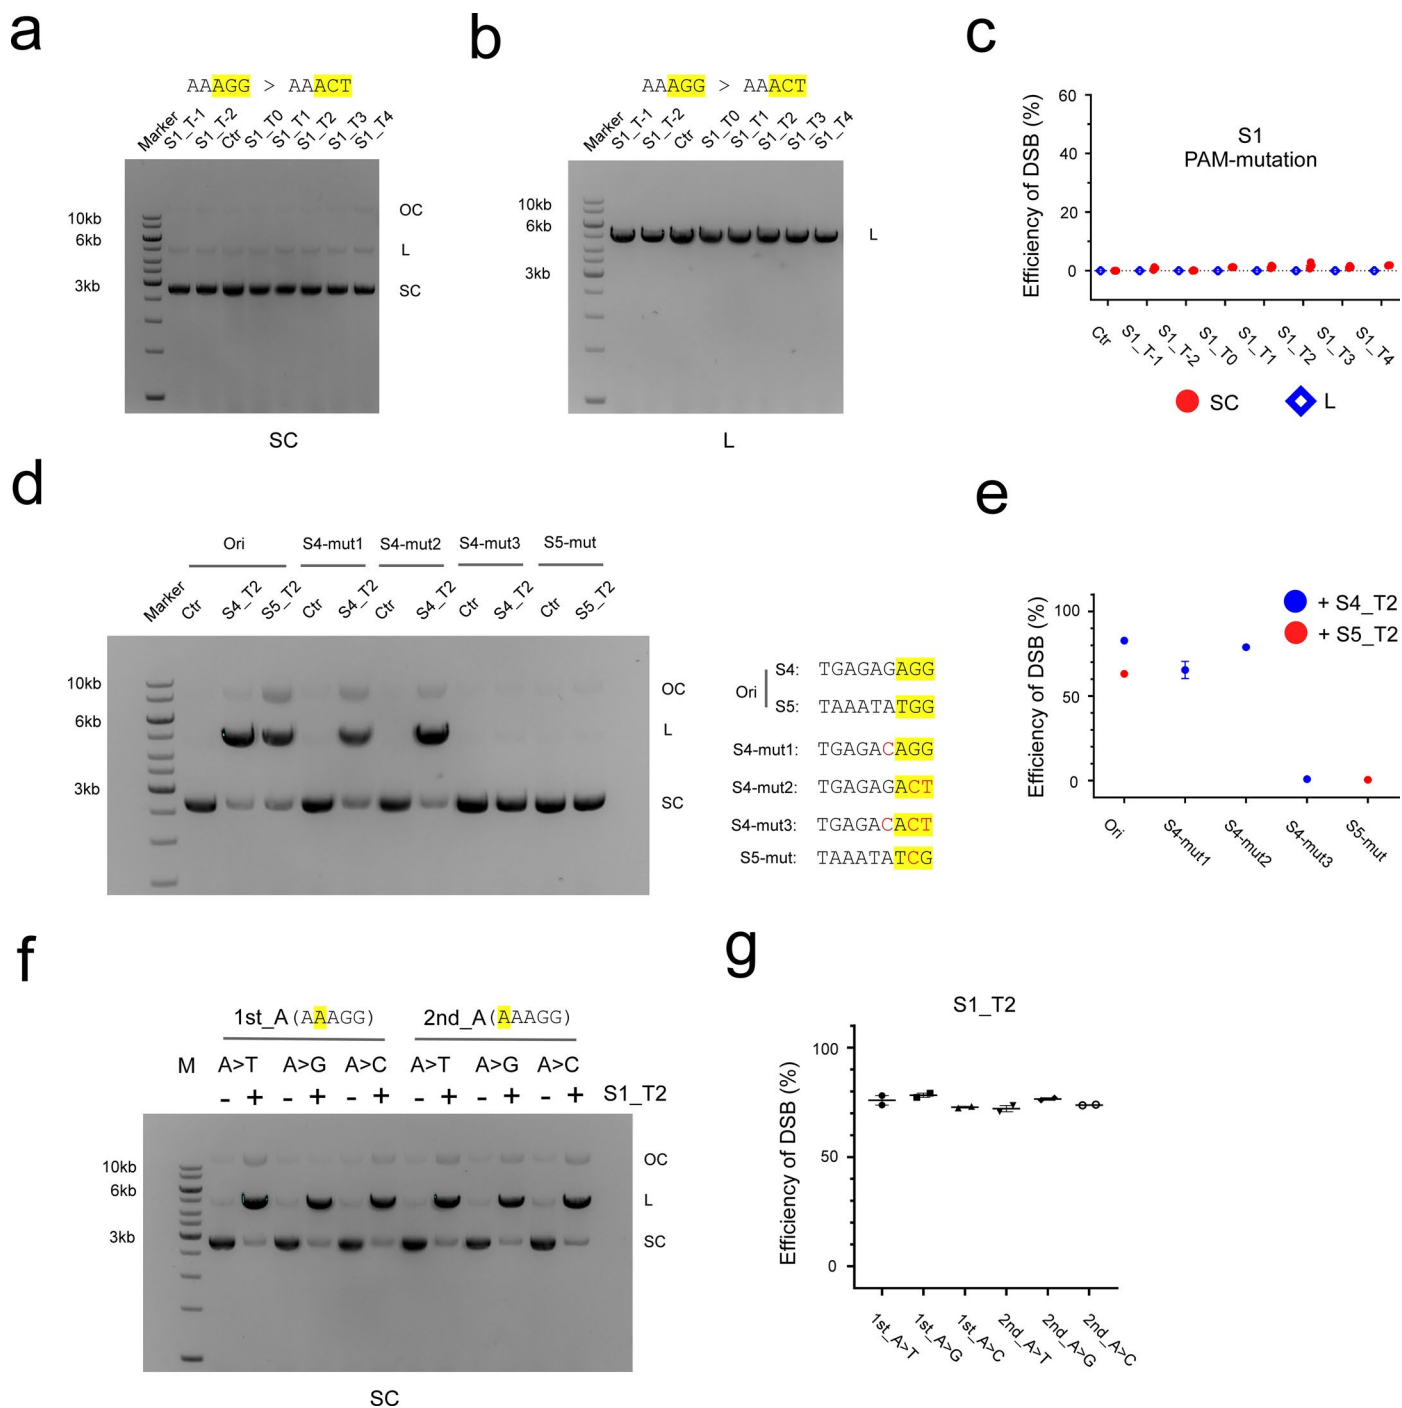 a
AAAGG > AAACT
Marker S1_T-1 S1_T-2 Ctr S1_T0 S1_T1 S1_T2 S1_T3 S1_T4
10kb
6kb
3kb
OC
L
SC
SC
b
AAAGG > AAACT
Marker S1_T-1 S1_T-2 Ctr S1_T0 S1_T1 S1_T2 S1_T3 S1_T4
10kb
6kb
3kb
L
L
c
Efficiency of DSB (%)
60
40
20
0
S1
PAM-mutation
Ctr S1_T-1 S1_T-2 S1_T0 S1_T1 S1_T2 S1_T3 S1_T4
SC L
d
Ori S4-mut1 S4-mut2 S4-mut3 S5-mut
Marker Ctr S4_T2 S5_T2 Ctr S4_T2 Ctr S4_T2 Ctr S4_T2 Ctr S5_T2
10kb
6kb
3kb
OC
L
SC
Ori
S4: TGAGAGAGG
S5: TAAATATGG
S4-mut1: TGAGACAGG
S4-mut2: TGAGAGACT
S4-mut3: TGAGACACT
S5-mut: TAAATATCG
e
Efficiency of DSB (%)
100
50
0
+ S4_T2
+ S5_T2
Ori S4-mut1 S4-mut2 S4-mut3 S5-mut
f
1st_A(AAAGG) 2nd_A(AAAGG)
M A>T A>G A>C A>T A>G A>C
- + - + - + - + - + - + S1_T2
10kb
6kb
3kb
OC
L
SC
SC
g
S1_T2
Efficiency of DSB (%)
100
50
0
1st_A>T 1st_A>G 1st_A>C 2nd_A>T 2nd_A>G 2nd_A>C